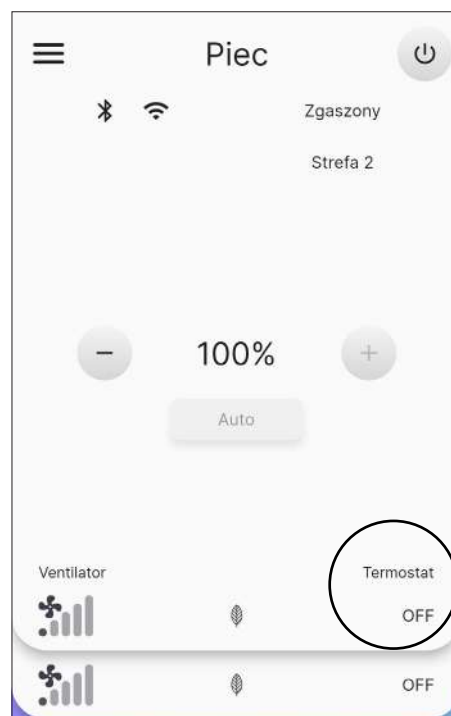 Piec
Zgaszony
Strefa 2
100%
Auto
Ventilator
Termostat
OFF
OFF